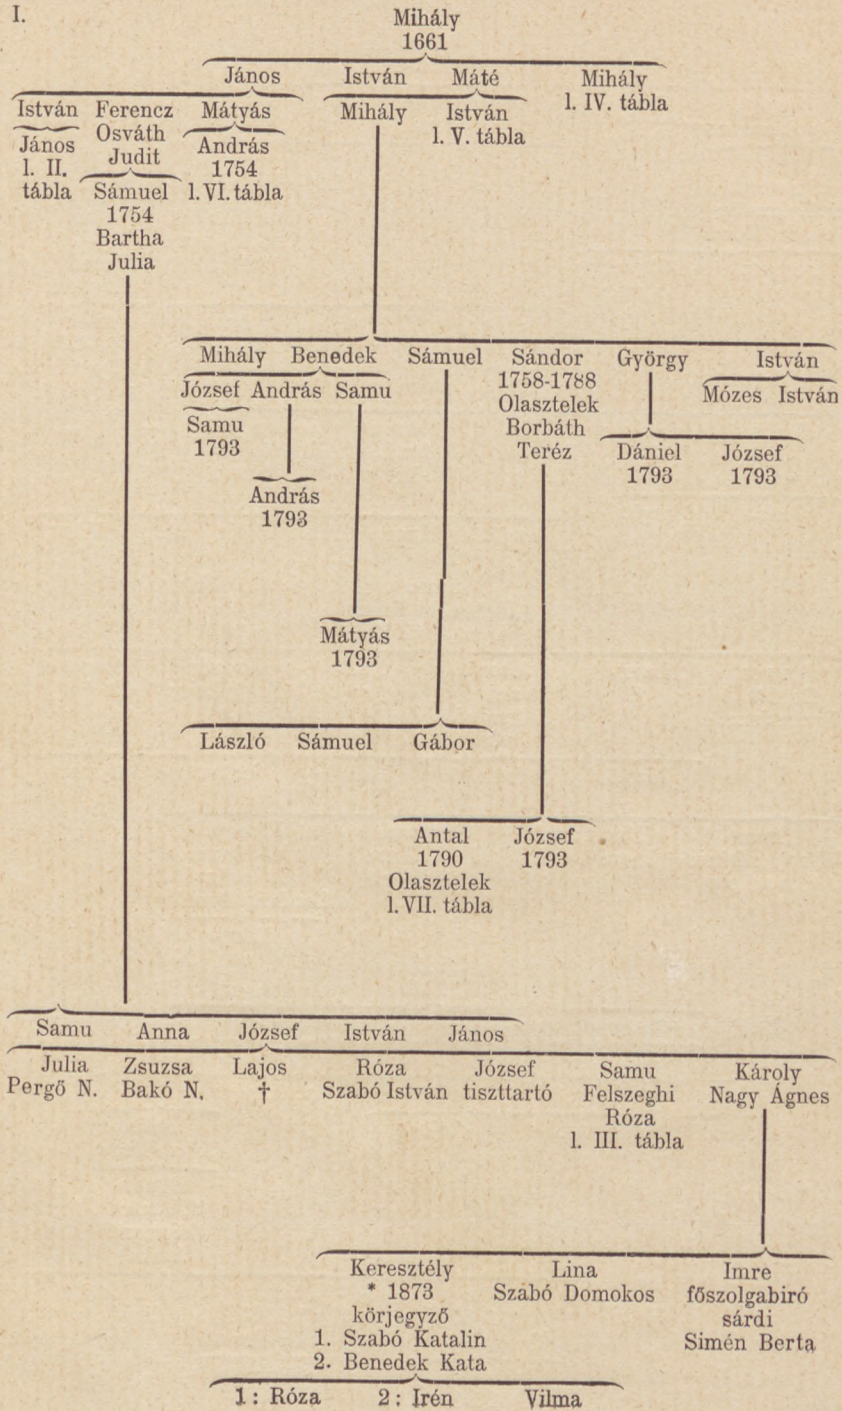 I.
Mihály
1661
János István Máté Mihály
l. IV. tábla
István Ferencz Mátyás Mihály István
Osváth l. V. tábla
Judit
János András
l. II. 1754
tábla Sámuel l. VI. tábla
1754
Bartha
Julia
Mihály Benedek Sámuel Sándor György István
1758-1788
Olasztelek
Borbáth
Teréz
József András Samu Mózes István
Samu
1793
Dániel József
1793 1793
András
1793
Mátyás
1793
László Sámuel Gábor
Antal József
1790 1793
Olasztelek
l. VII. tábla
Samu Anna József István János
Julia Zsuzsa Lajos Róza József Samu Károly
Pergő N. Bakó N. † Szabó István tiszttartó Felszeghi Nagy Ágnes
Róza
l. III. tábla
Keresztély Lina Imre
* 1873 Szabó Domokos főszolgabiró
körjegyző sárdi
1. Szabó Katalin Simén Berta
2. Benedek Kata
1 : Róza 2 : Irén Vilma